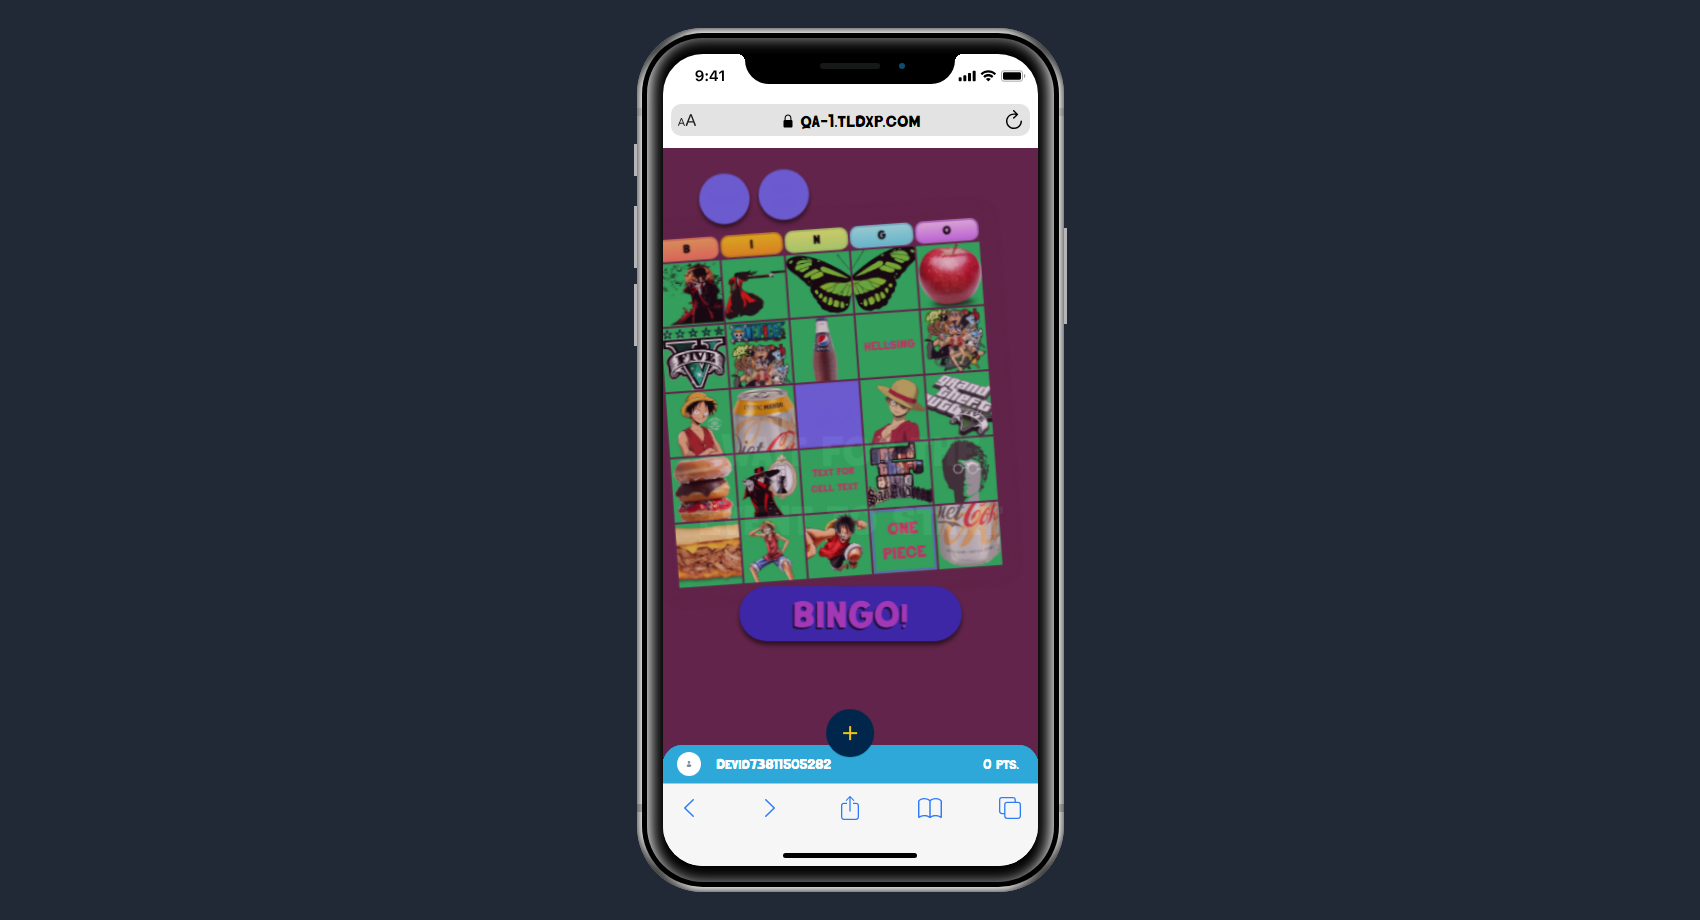 9:41
AA
QA-1.TLDXP.COM
B I N G O
FIVE
HELLSING
TEXT FOR
CELL TEXT
ONE
PIECE
BINGO!
+
DEVID73811505282
0 PTS.